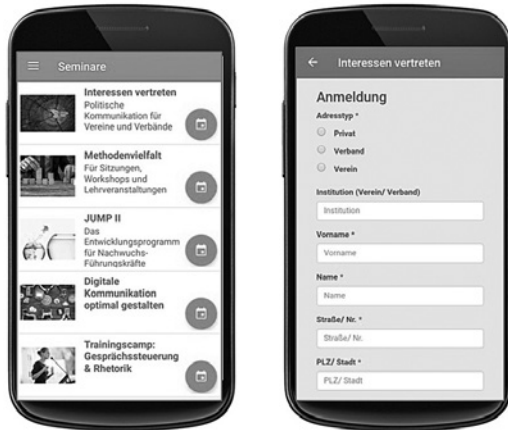 Seminare
Interessen vertreten
Politische
Kommunikation für
Vereine und Verbände
Methodenvielfalt
Für Sitzungen,
Workshops und
Lehrveranstaltungen
JUMP II
Das
Entwicklungsprogramm
für Nachwuchs-
Führungskräfte
Digitale
Kommunikation
optimal gestalten
Trainingscamp:
Gesprächssteuerung
& Rhetorik
Interessen vertreten
Anmeldung
Adresstyp *
Privat
Verband
Verein
Institution (Verein/ Verband)
Institution
Vorname *
Vorname
Name *
Name
Straße/ Nr. *
Straße/ Nr.
PLZ/ Stadt *
PLZ/ Stadt